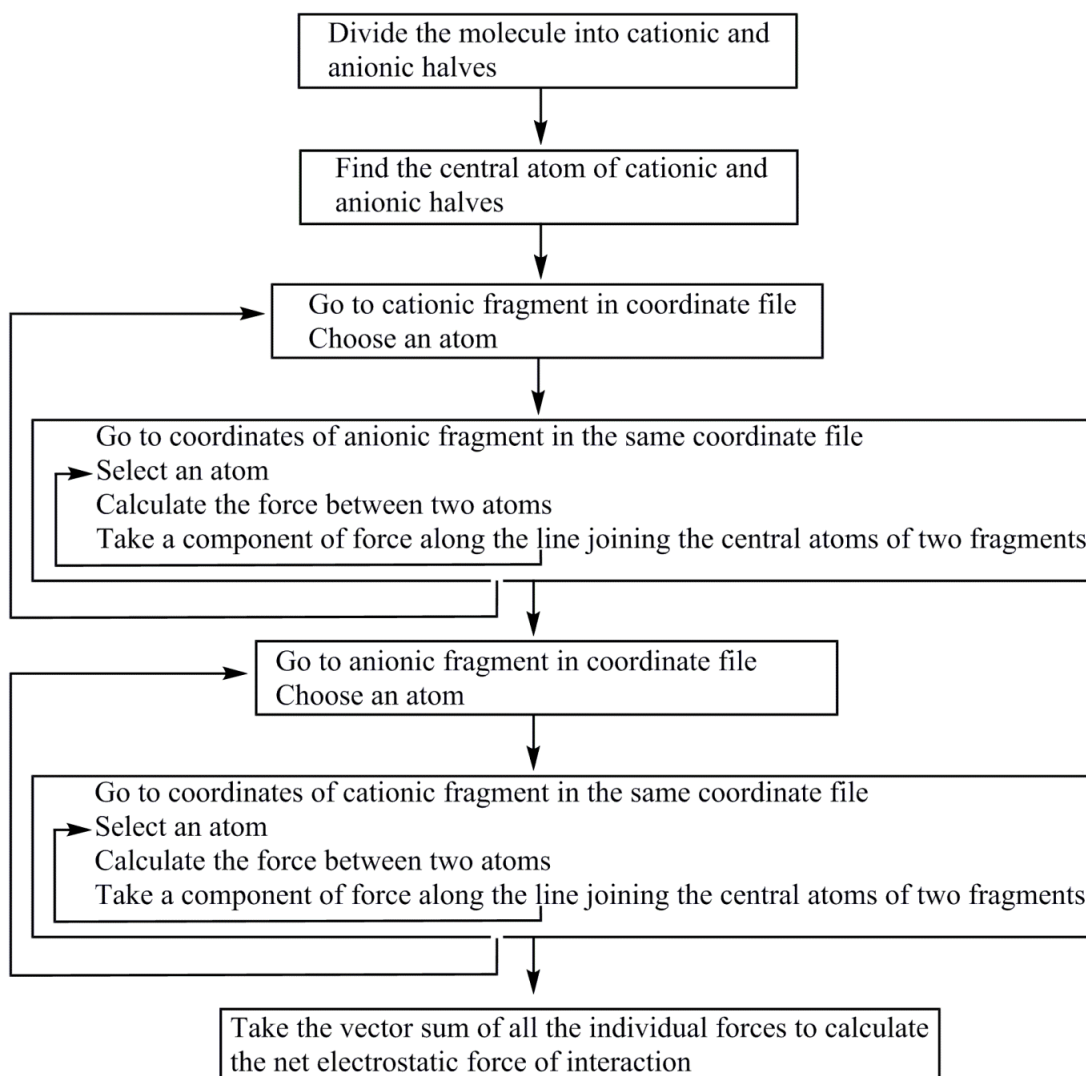 Divide the molecule into cationic and
anionic halves
Find the central atom of cationic and
anionic halves
Go to cationic fragment in coordinate file
Choose an atom
Go to coordinates of anionic fragment in the same coordinate file
Select an atom
Calculate the force between two atoms
Take a component of force along the line joining the central atoms of two fragments
Go to anionic fragment in coordinate file
Choose an atom
Go to coordinates of cationic fragment in the same coordinate file
Select an atom
Calculate the force between two atoms
Take a component of force along the line joining the central atoms of two fragments
Take the vector sum of all the individual forces to calculate
the net electrostatic force of interaction